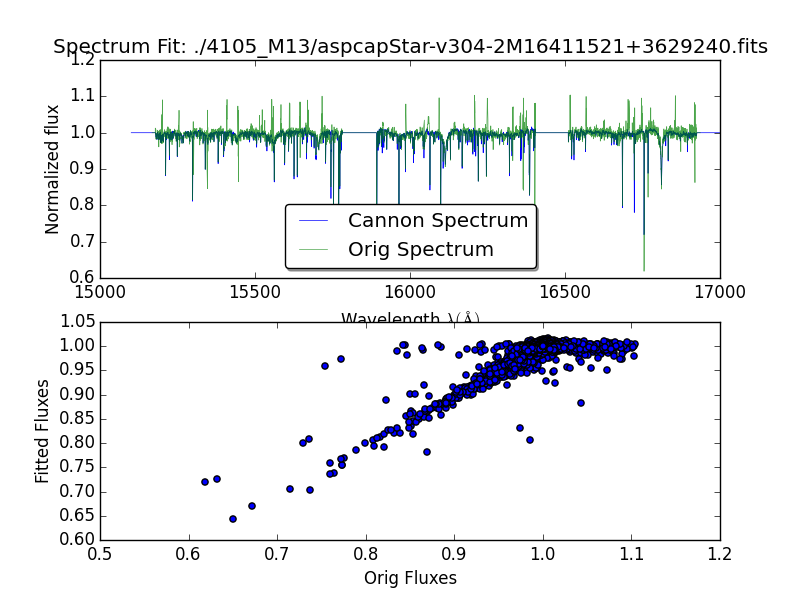 Spectrum Fit: ./4105_M13/aspcapStar-v304-2M16411521+3629240.fits
1.2
1.1
1.0
0.9
0.8
0.7
0.6
Normalized flux
Cannon Spectrum
Orig Spectrum
15000 15500 16000 16500 17000
Wavelength λ(Å)
1.05
1.00
0.95
0.90
0.85
0.80
0.75
0.70
0.65
0.60
Fitted Fluxes
0.5 0.6 0.7 0.8 0.9 1.0 1.1 1.2
Orig Fluxes